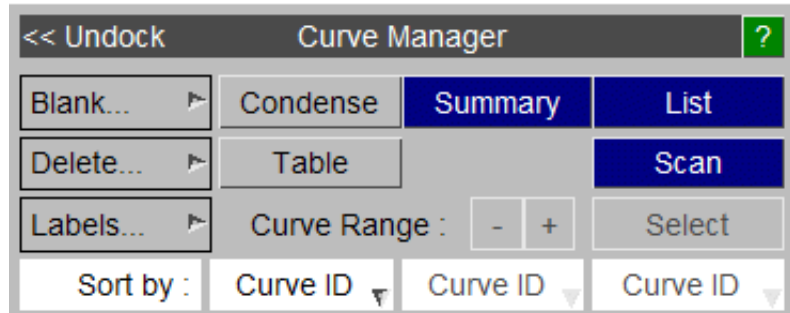 << Undock Curve Manager ?
Blank... Condense Summary List
Delete... Table Scan
Labels... Curve Range : - + Select
Sort by : Curve ID Curve ID Curve ID